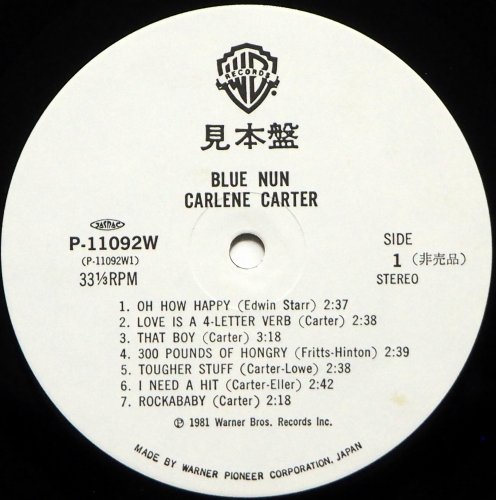 WB
RECORDS
見本盤
BLUE NUN
CARLENE CARTER
JASRAC
P-11092W
(P-11092W1)
33⅓RPM
SIDE
1 (非売品)
STEREO
1. OH HOW HAPPY (Edwin Starr) 2:37
2. LOVE IS A 4-LETTER VERB (Carter) 2:38
3. THAT BOY (Carter) 3:18
4. 300 POUNDS OF HONGRY (Fritts-Hinton) 2:39
5. TOUGHER STUFF (Carter-Lowe) 2:38
6. I NEED A HIT (Carter-Eller) 2:42
7. ROCKABABY (Carter) 2:18
℗ 1981 Warner Bros. Records Inc.
MADE BY WARNER PIONEER CORPORATION, JAPAN